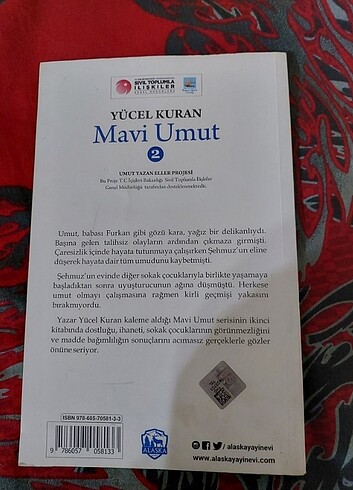 SİVİL TOPLUMLA
İLİŞKİLER
GENEL MÜDÜRLÜĞÜ
YÜCEL KURAN
Mavi Umut
2
UMUT YAZAN ELLER PROJESİ
Bu Proje T.C İçişleri Bakanlığı Sivil Toplumla İlişkiler
Genel Müdürlüğü tarafından desteklenmektedir.
Umut, babası Furkan gibi gözü kara, yağız bir delikanlıydı.
Başına gelen talihsiz olayların ardından çıkmaza girmişti.
Çaresizlik içinde hayata tutunmaya çalışırken Şehmuz'un eline
düşerek hayata dair tüm umudunu kaybetmişti.
Şehmuz'un evinde diğer sokak çocuklarıyla birlikte yaşamaya
başladıktan sonra uyuşturucunun ağına düşmüştü. Herkese
umut olmayı çalışmasına rağmen kirli geçmişi yakasını
bırakmıyordu.
Yazar Yücel Kuran kaleme aldığı Mavi Umut serisinin ikinci
kitabında dostluğu, ihaneti, sokak çocuklarının görünmezliğini
ve madde bağımlılığın sonuçlarını acımasız gerçeklerle gözler
önüne seriyor.
ISBN 978-605-70581-3-3
9 786057 058133
ALASKA
/alaskayayinevi
www.alaskayayinevi.com